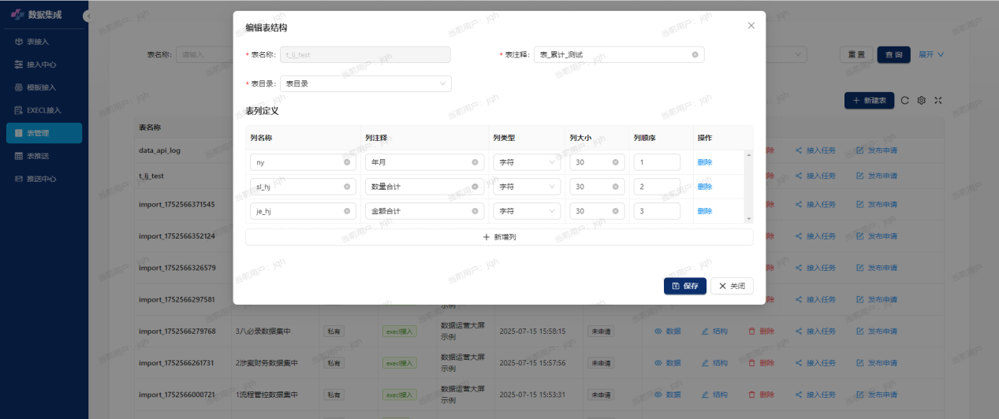 数据集成
表接入
接入中心
模板接入
EXECL接入
表管理
表推送
推送中心
表名称: 请输入
重 置 查 询 展开
新建表
编辑表结构
* 表名称: t_lj_test
* 表注释: 表_累计_测试
* 表目录: 表目录
表列定义
列名称 列注释 列类型 列大小 列顺序 操作
ny 年月 字符 30 1 删除
sl_hj 数量合计 字符 30 2 删除
je_hj 金额合计 字符 30 3 删除
+ 新增列
保存 关闭
表名称
data_api_log 删除 接入任务 发布申请
t_lj_test 删除 接入任务 发布申请
import_1752566371545 删除 接入任务 发布申请
import_1752566352124 删除 接入任务 发布申请
import_1752566326579 删除 接入任务 发布申请
import_1752566297581 示例 删除 接入任务 发布申请
import_1752566279768 3八必录数据集中 私有 execl接入 数据运营大屏示例 2025-07-15 15:58:15 未申请 数据 结构 删除 接入任务 发布申请
import_1752566261731 2涉案财务数据集中 私有 execl接入 数据运营大屏示例 2025-07-15 15:57:56 未申请 数据 结构 删除 接入任务 发布申请
import_1752566000721 1流程管控数据集中 私有 execl接入 数据运营大屏示例 2025-07-15 15:53:31 未申请 数据 结构 删除 接入任务 发布申请
数据运营大屏
当前用户：jqh